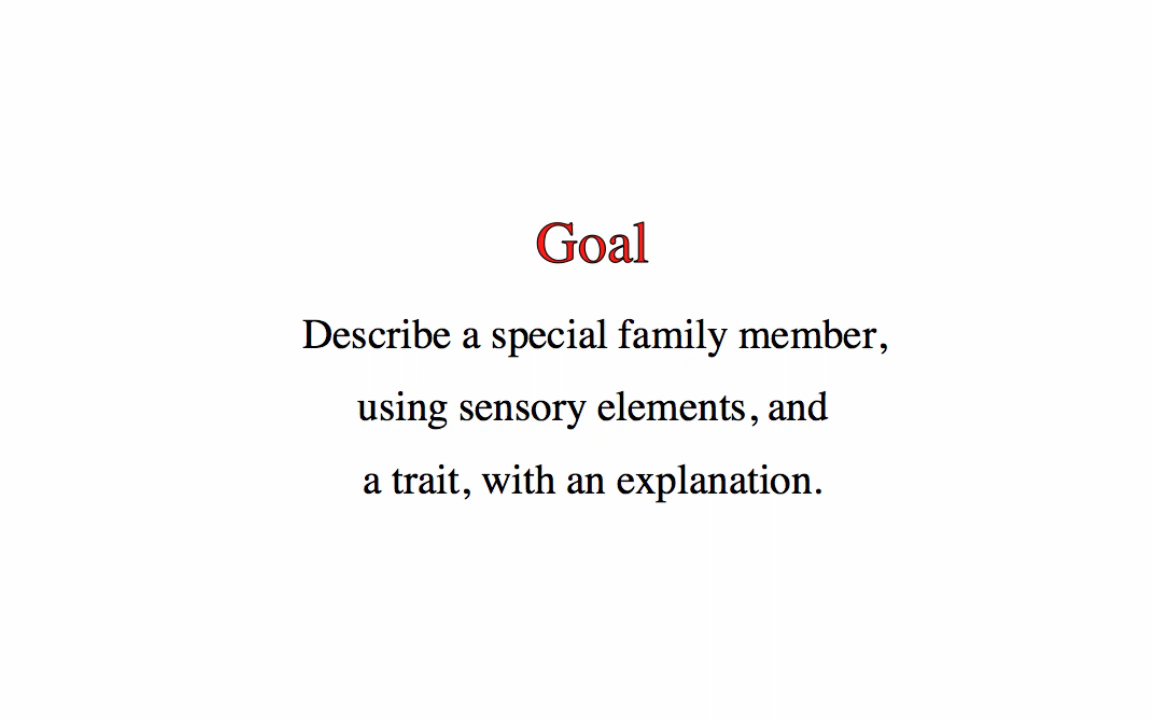 Goal
Describe a special family member,
using sensory elements, and
a trait, with an explanation.